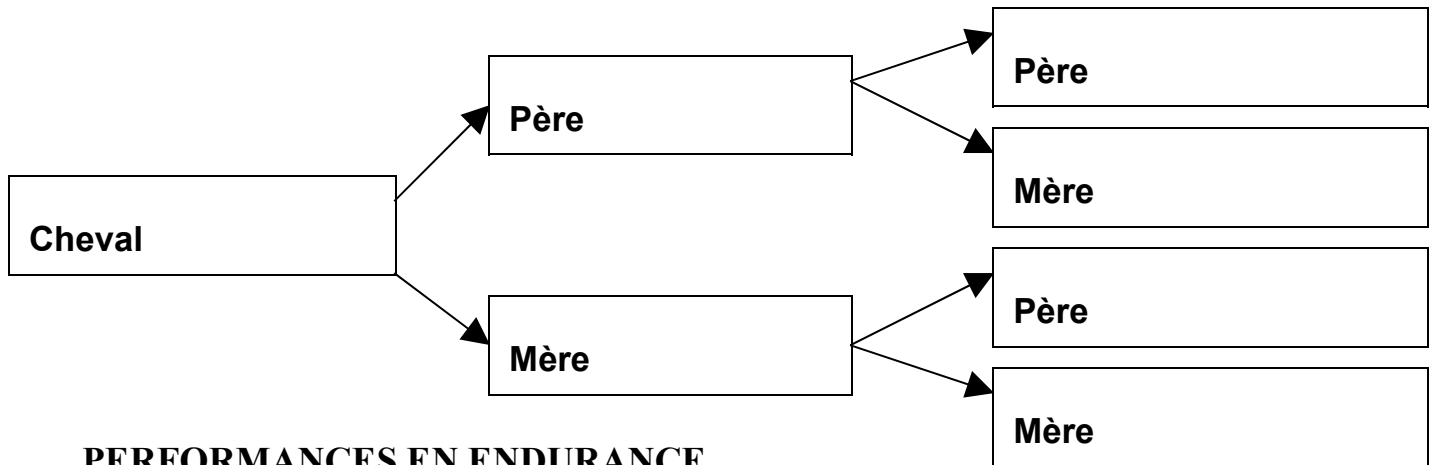 Père
Père
Mère
Cheval
Père
Mère
Mère
PERFORMANCES EN ENDURANCE